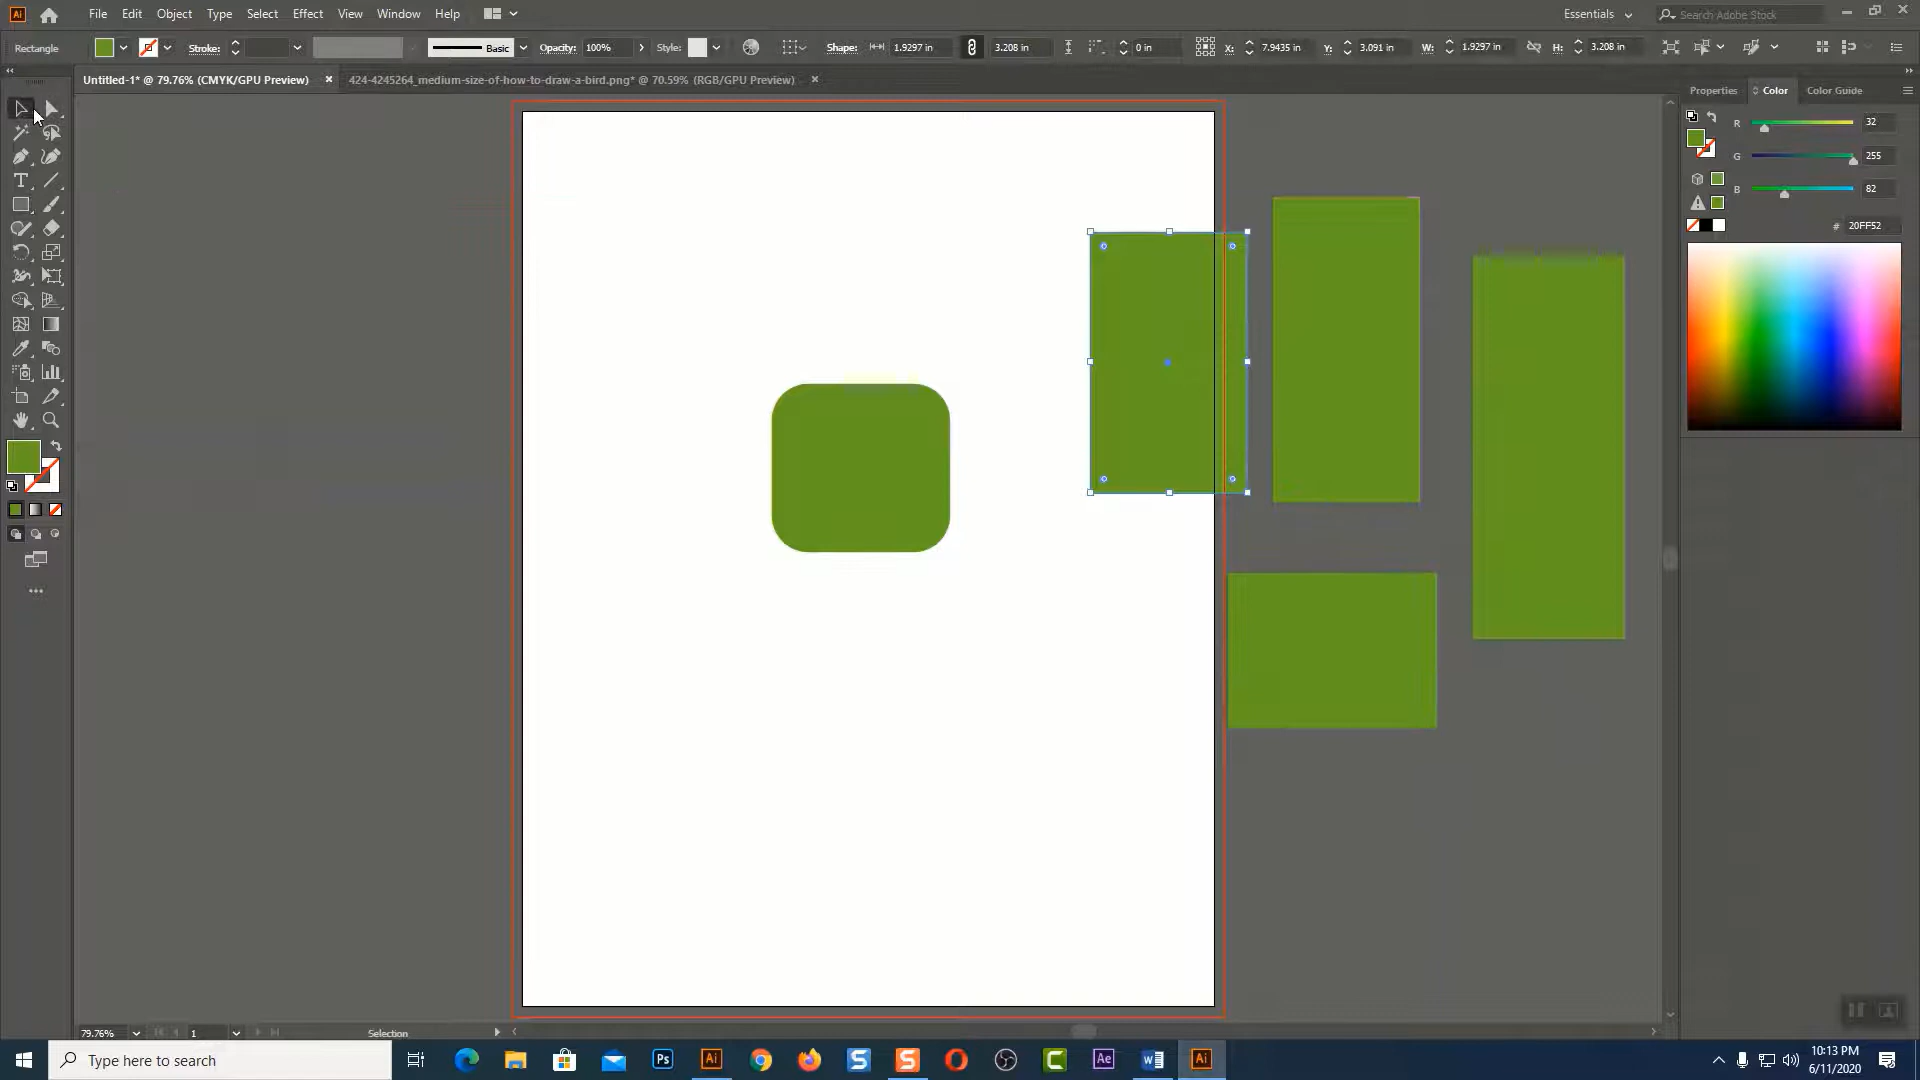 File Edit Object Type Select Effect View Window Help
Essentials
Search Adobe Stock
Rectangle
Stroke:
Basic
Opacity: 100%
Style:
Shape: 1.9297 in 3.208 in 0 in X: 7.9435 in Y: 3.091 in W: 1.9297 in H: 3.208 in
Untitled-1* @ 79.76% (CMYK/GPU Preview) ×
424-4245264_medium-size-of-how-to-draw-a-bird.png* @ 70.59% (RGB/GPU Preview) ×
Properties Color Color Guide
R 32
G 255
B 82
# 20FF52
79.76% 1 Selection
Type here to search
10:13 PM
6/11/2020